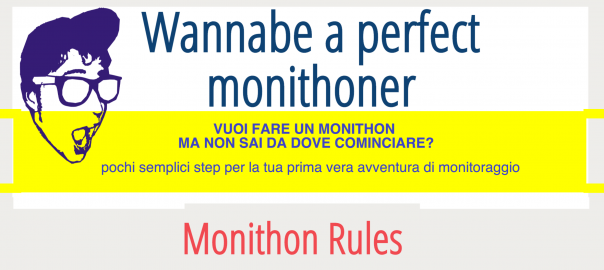 Wannabe a perfect
monithoner
VUOI FARE UN MONITHON
MA NON SAI DA DOVE COMINCIARE?
pochi semplici step per la tua prima vera avventura di monitoraggio
Monithon Rules